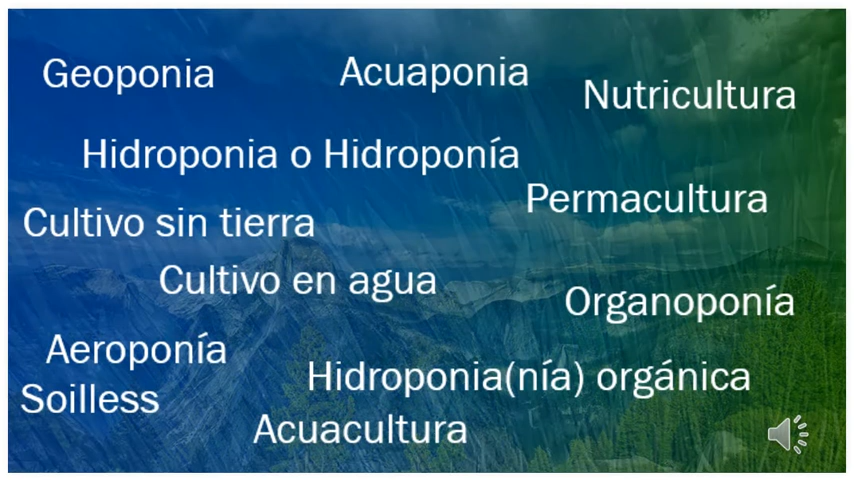 Geoponia
Acuaponia
Nutricultura
Hidroponia o Hidroponía
Permacultura
Cultivo sin tierra
Cultivo en agua
Organoponía
Aeroponía
Hidroponia(nía) orgánica
Soilless
Acuacultura